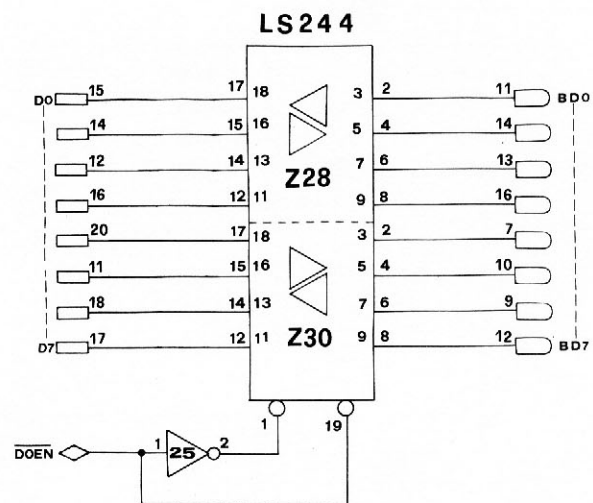 LS244
D0 15 17 18 3 2 11 BD0
14 15 16 5 4 14
12 14 13 7 6 13
Z28
16 12 11 9 8 16
20 17 18 3 2 7
11 15 16 5 4 10
18 14 13 7 6 9
Z30
D7 17 12 11 9 8 12 BD7
1 19
DOEN 1 25 2